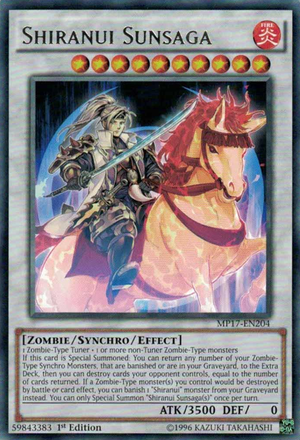 SHIRANUI SUNSAGA
FIRE
炎
MP17-EN204
[ZOMBIE/SYNCHRO/EFFECT]
1 Zombie-Type Tuner + 1 or more non-Tuner Zombie-Type monsters
If this card is Special Summoned: You can return any number of your Zombie-
Type Synchro Monsters, that are banished or are in your Graveyard, to the Extra
Deck, then you can destroy cards your opponent controls, equal to the number
of cards returned. If a Zombie-Type monster(s) you control would be destroyed
by battle or card effect, you can banish 1 "Shiranui" monster from your Graveyard
instead. You can only Special Summon "Shiranui Sunsaga(s)" once per turn.
ATK/3500 DEF/ 0
59843383 1st Edition ©1996 KAZUKI TAKAHASHI